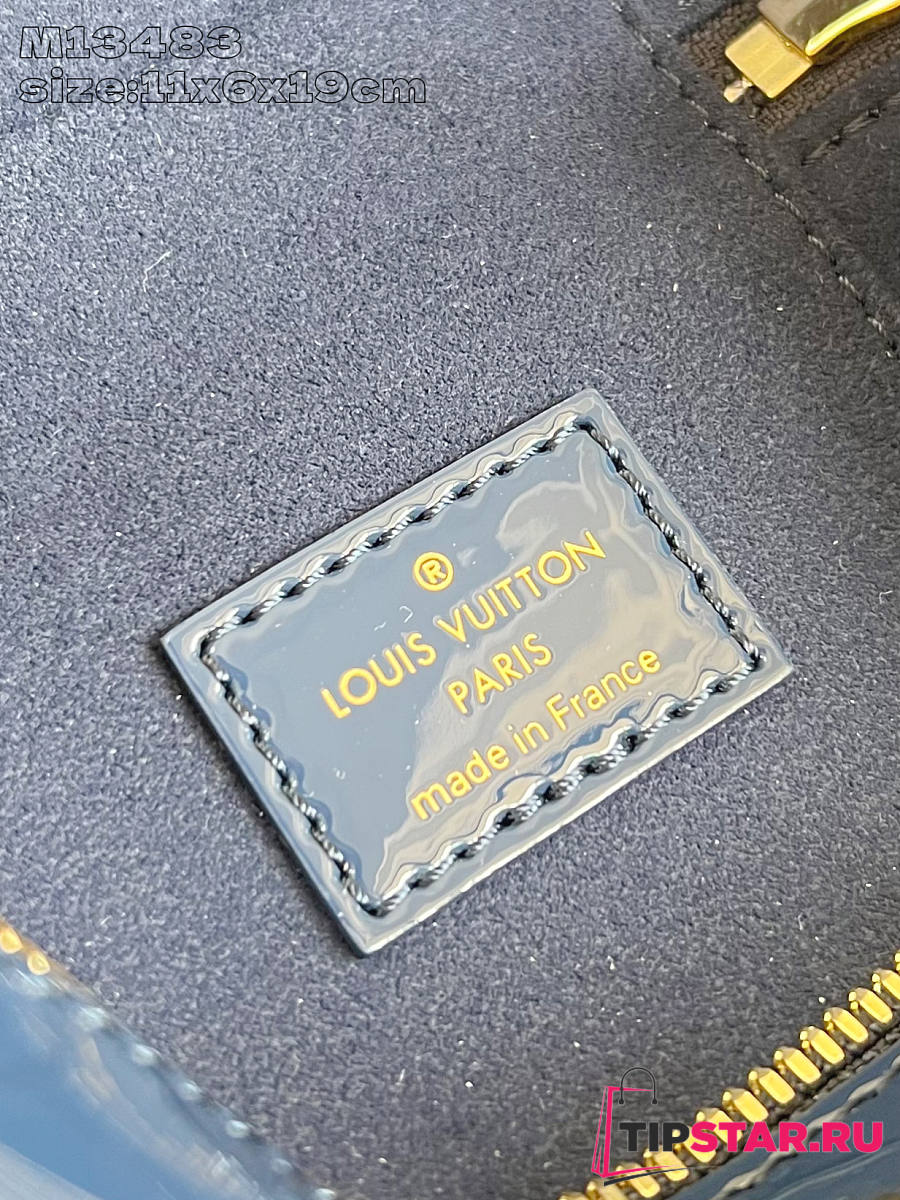 M13483
size:11x6x19cm
®
LOUIS VUITTON
PARIS
made in France
TIPSTAR.RU